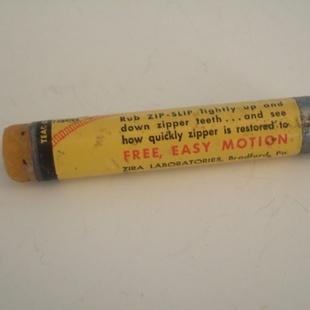 Rub ZIP-SLIP lightly up and
down zipper teeth...and see
how quickly zipper is restored to
FREE, EASY MOTION
ZIRA LABORATORIES, Bradford, Pa.